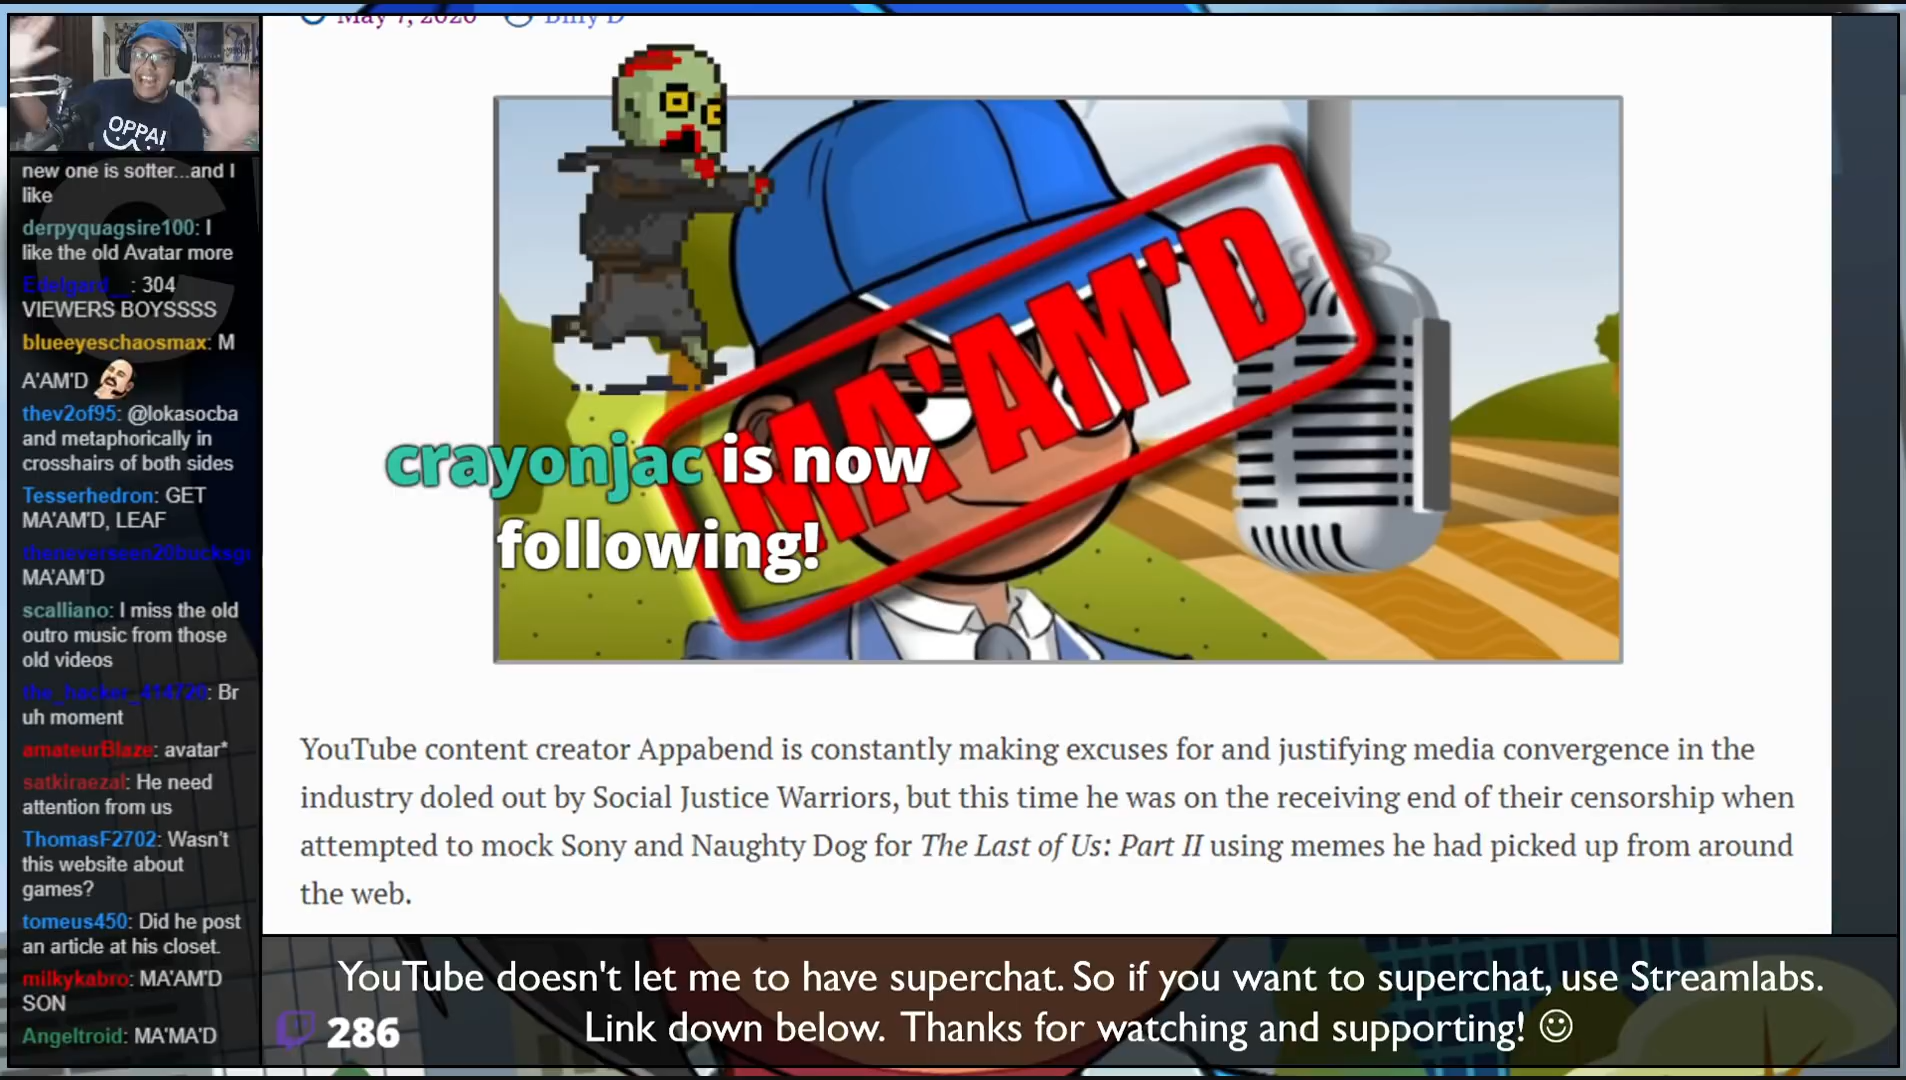 May 7, 2020 Billy D
OPPAI
new one is sotter...and I
like
derpyquagsire100: I
like the old Avatar more
Edelgard__: 304
VIEWERS BOYSSSS
blueeyeschaosmax: M
A'AM'D
thev2of95: @lokasocba
and metaphorically in
crosshairs of both sides
Tesserhedron: GET
MA'AM'D, LEAF
theneverseen20bucksg
MA'AM'D
scalliano: I miss the old
outro music from those
old videos
the_hacker_414720: Br
uh moment
amateurBlaze: avatar*
satkiraezal: He need
attention from us
ThomasF2702: Wasn't
this website about
games?
tomeus450: Did he post
an article at his closet.
milkykabro: MA'AM'D
SON
Angeltroid: MA'MA'D
MA'AM'D
crayonjac is now
following!
YouTube content creator Appabend is constantly making excuses for and justifying media convergence in the
industry doled out by Social Justice Warriors, but this time he was on the receiving end of their censorship when
attempted to mock Sony and Naughty Dog for The Last of Us: Part II using memes he had picked up from around
the web.
YouTube doesn't let me to have superchat. So if you want to superchat, use Streamlabs.
Link down below. Thanks for watching and supporting! ☺
286